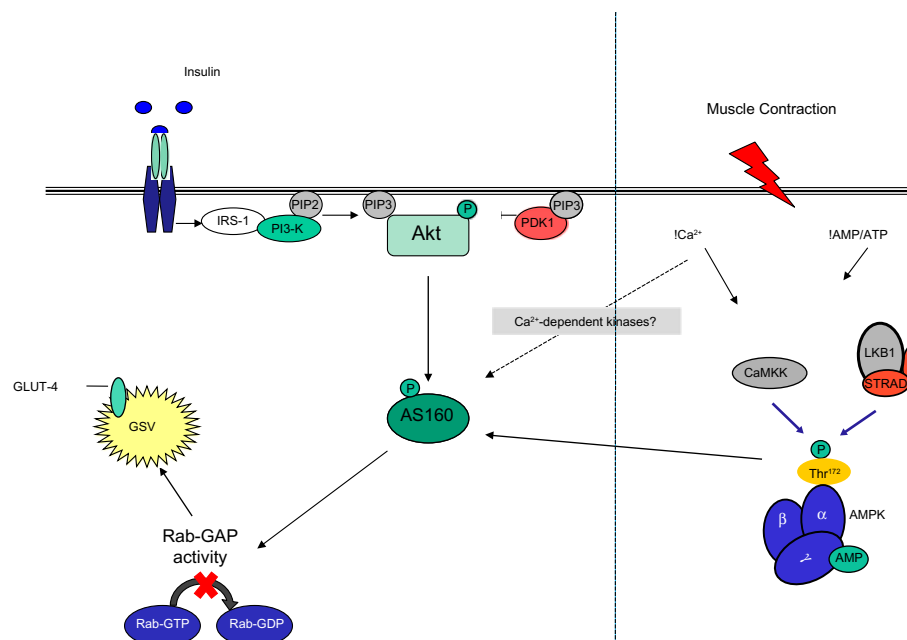 Insulin
Muscle Contraction
PIP2
PIP3
PIP3
IRS-1
PI3-K
Akt
P
PDK1
!Ca²⁺
!AMP/ATP
Ca²⁺-dependent kinases?
LKB1
STRAD
CaMKK
GLUT-4
GSV
P
AS160
P
Thr¹⁷²
β
α
AMPK
γ
AMP
Rab-GAP
activity
Rab-GTP
Rab-GDP